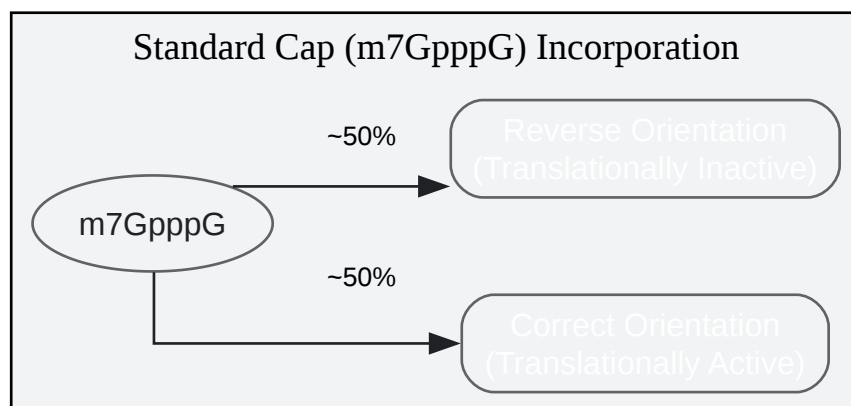 Standard Cap (m7GpppG) Incorporation
~50%
Reverse Orientation
(Translationally Inactive)
m7GpppG
~50%
Correct Orientation
(Translationally Active)